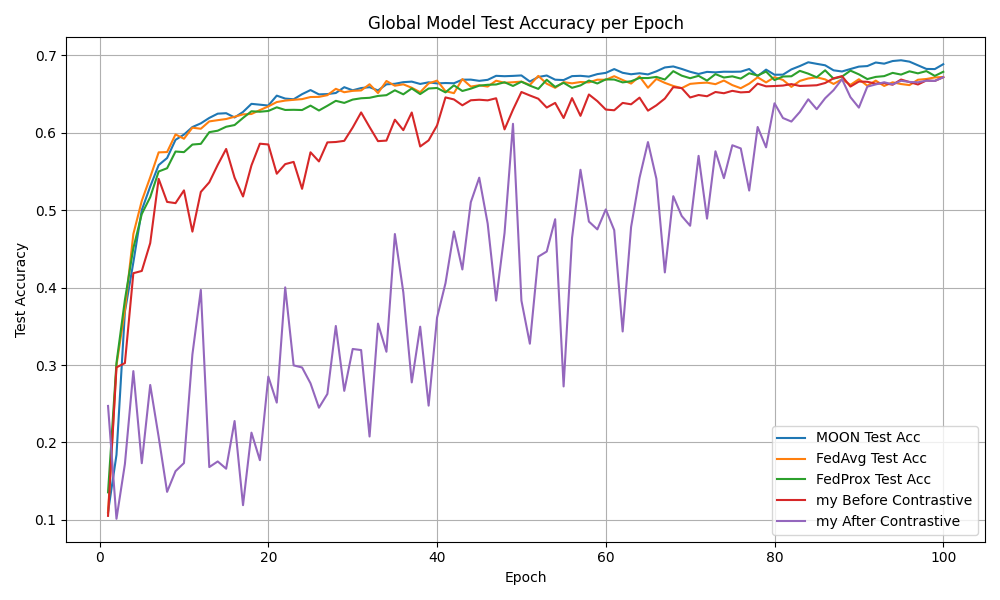 Global Model Test Accuracy per Epoch
Test Accuracy
0.7
0.6
0.5
0.4
0.3
0.2
0.1
MOON Test Acc
FedAvg Test Acc
FedProx Test Acc
my Before Contrastive
my After Contrastive
0 20 40 60 80 100
Epoch